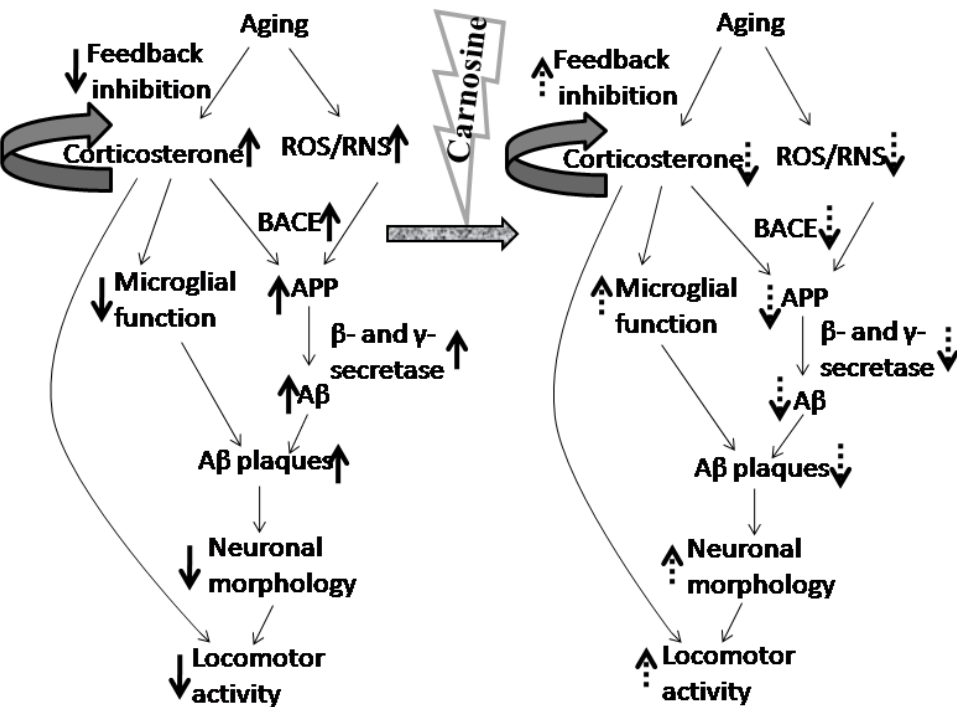 Aging
Feedback
inhibition
Corticosterone
ROS/RNS
BACE
Microglial
function
APP
β- and γ-
secretase
Aβ
Aβ plaques
Neuronal
morphology
Locomotor
activity
Carnosine
Aging
Feedback
inhibition
Corticosterone
ROS/RNS
BACE
Microglial
function
APP
β- and γ-
secretase
Aβ
Aβ plaques
Neuronal
morphology
Locomotor
activity